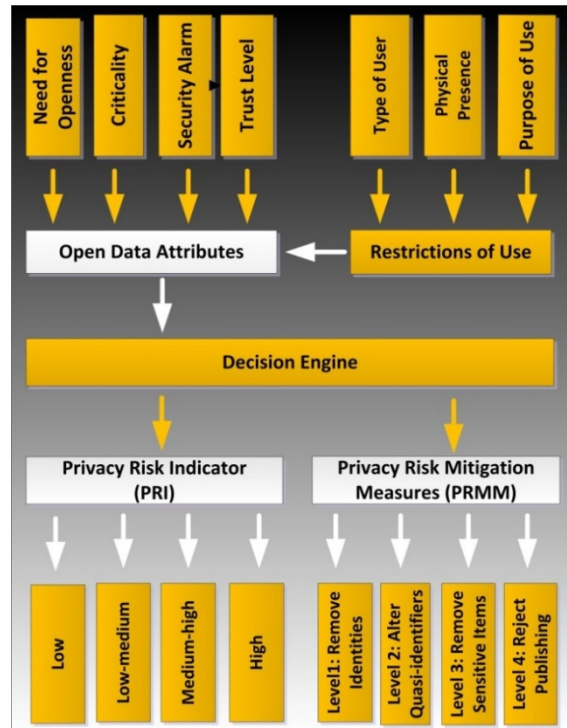 Need for
Openness
Criticality
Security Alarm
Trust Level
Type of User
Physical
Presence
Purpose of Use
Open Data Attributes
Restrictions of Use
Decision Engine
Privacy Risk Indicator
(PRI)
Privacy Risk Mitigation
Measures (PRMM)
Low
Low-medium
Medium-high
High
Level1: Remove
Identities
Level 2: Alter
Quasi-identifiers
Level 3: Remove
Sensitive Items
Level 4: Reject
Publishing